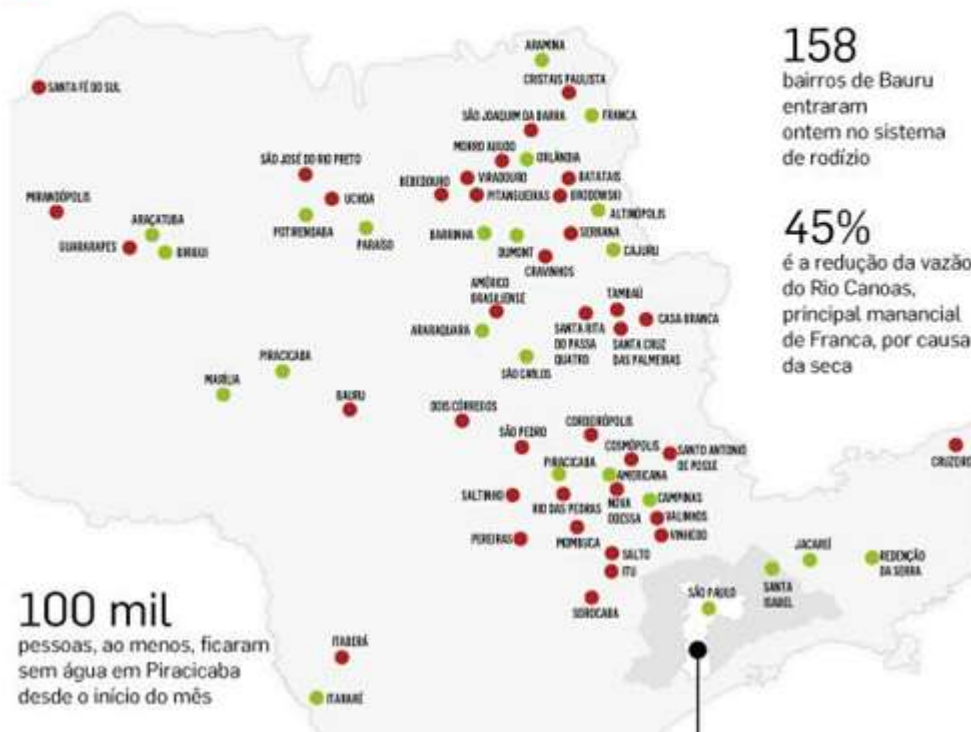 ARAMINA
CRISTAIS PAULISTA
SANTA FÉ DO SUL
SÃO JOAQUIM DA BARRA
FRANCA
MORRO AGUDO
ORLÂNDIA
SÃO JOSÉ DO RIO PRETO
BEBEDOURO
VIRADOURO
BATATAIS
UCHOA
PITANGUEIRAS
BRODOWSKI
MIRANDÓPOLIS
ALTINÓPOLIS
ARAÇATUBA
POTIRENDABA
PARAÍSO
BARRINHA
DUMONT
SERRANA
GUARARAPES
BIRIGUI
CRAVINHOS
CAJURU
AMÉRICO
BRASILIENSE
TAMBAÚ
CASA BRANCA
ARARAQUARA
SANTA RITA
DO PASSA
QUATRO
SANTA CRUZ
DAS PALMEIRAS
SÃO CARLOS
PIRACICABA
MARÍLIA
BAURU
DOIS CÓRREGOS
CORDEIRÓPOLIS
SÃO PEDRO
COSMÓPOLIS
SANTO ANTONIO
DE POSSE
CRUZEIRO
PIRACICABA
AMERICANA
SALTINHO
RIO DAS PEDRAS
NOVA
ODESSA
CAMPINAS
VALINHOS
VINHEDO
PEREIRAS
MOMBUCA
SALTO
ITU
JACAREÍ
REDENÇÃO
DA SERRA
SANTA
ISABEL
SÃO PAULO
SOROCABA
ITABERÁ
ITARARÉ
158
bairros de Bauru
entraram
ontem no sistema
de rodízio
45%
é a redução da vazão
do Rio Canoas,
principal manancial
de Franca, por causa
da seca
100 mil
pessoas, ao menos, ficaram
sem água em Piracicaba
desde o início do mês